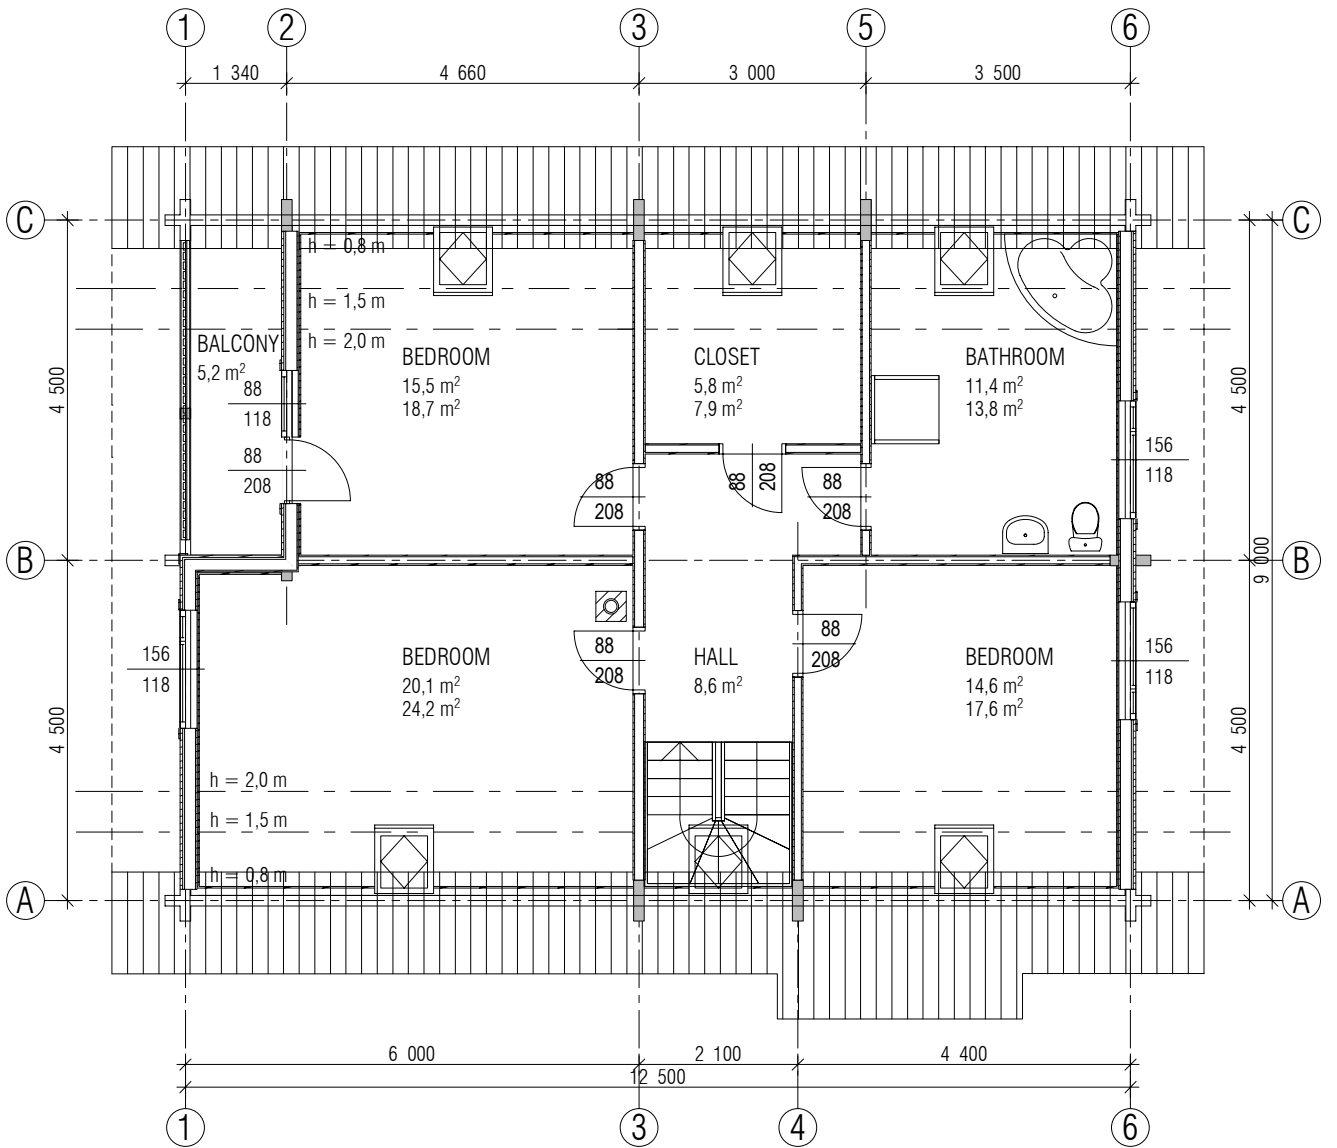 1 2 3 5 6
1 340 4 660 3 000 3 500
C C
h = 0,8 m
h = 1,5 m
h = 2,0 m
BALCONY
5,2 m²
BEDROOM
15,5 m²
18,7 m²
CLOSET
5,8 m²
7,9 m²
BATHROOM
11,4 m²
13,8 m²
4 500
4 500
88
118
88
208
88
208
88
208
88
208
156
118
B B
9 000
BEDROOM
20,1 m²
24,2 m²
HALL
8,6 m²
BEDROOM
14,6 m²
17,6 m²
156
118
88
208
88
208
156
118
4 500
4 500
h = 2,0 m
h = 1,5 m
h = 0,8 m
A A
6 000 2 100 4 400
12 500
1 3 4 6